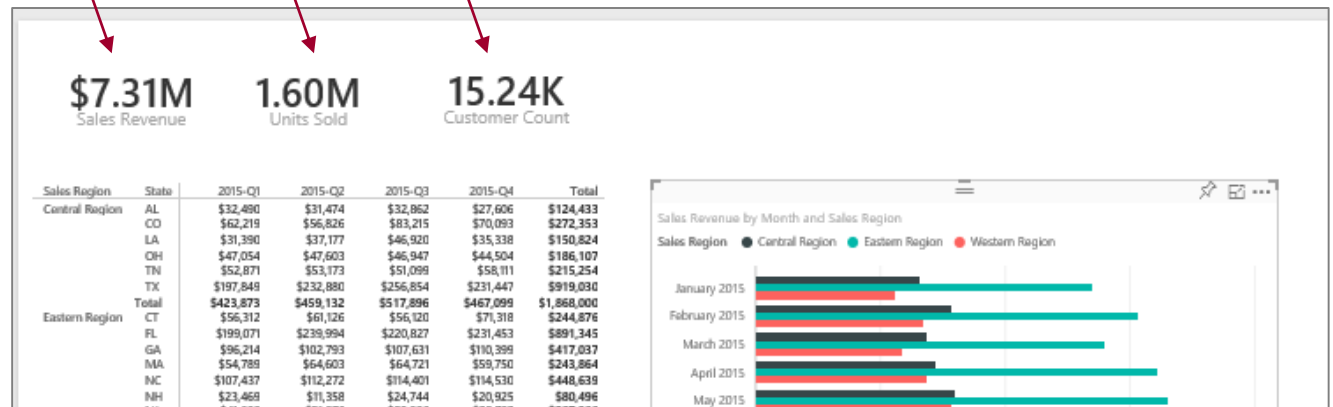 $7.31M 1.60M 15.24K
Sales Revenue Units Sold Customer Count
Sales Region State 2015-Q1 2015-Q2 2015-Q3 2015-Q4 Total
Central Region AL $32,490 $31,474 $32,862 $27,606 $124,433
CO $62,219 $56,826 $83,215 $70,093 $272,353
LA $31,390 $37,177 $46,920 $35,338 $150,824
OH $47,054 $47,603 $46,947 $44,504 $186,107
TN $52,871 $53,173 $51,099 $58,111 $215,254
TX $197,849 $232,880 $256,854 $231,447 $919,030
Total $423,873 $459,132 $517,896 $467,099 $1,868,000
Eastern Region CT $56,312 $61,126 $56,120 $71,318 $244,876
FL $199,071 $239,994 $220,827 $231,453 $891,345
GA $96,214 $102,793 $107,631 $110,399 $417,037
MA $54,789 $64,603 $64,721 $59,750 $243,864
NC $107,437 $112,272 $114,401 $114,530 $448,639
NH $23,469 $11,358 $24,744 $20,925 $80,496
Sales Revenue by Month and Sales Region
Sales Region Central Region Eastern Region Western Region
January 2015
February 2015
March 2015
April 2015
May 2015